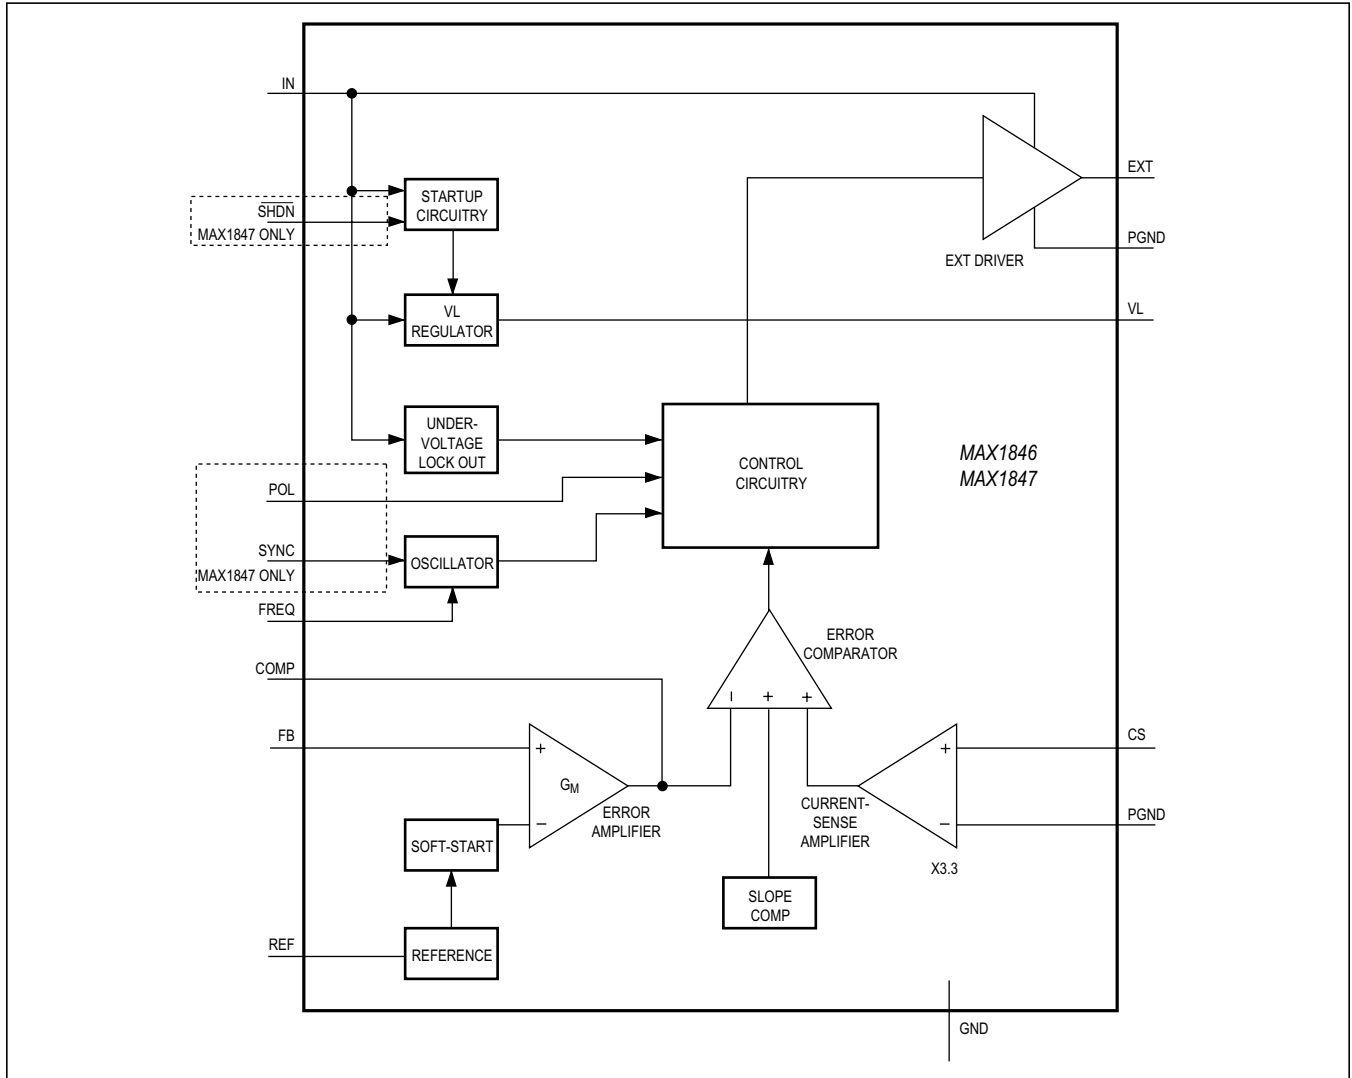 IN
STARTUP
CIRCUITRY
SHDN
MAX1847 ONLY
VL
REGULATOR
UNDER-
VOLTAGE
LOCK OUT
POL
SYNC
MAX1847 ONLY
OSCILLATOR
FREQ
COMP
FB
+
−
GM
ERROR
AMPLIFIER
SOFT-START
REFERENCE
REF
CONTROL
CIRCUITRY
ERROR
COMPARATOR
− + +
SLOPE
COMP
CURRENT-
SENSE
AMPLIFIER
+
−
X3.3
EXT DRIVER
MAX1846
MAX1847
EXT
PGND
VL
CS
PGND
GND